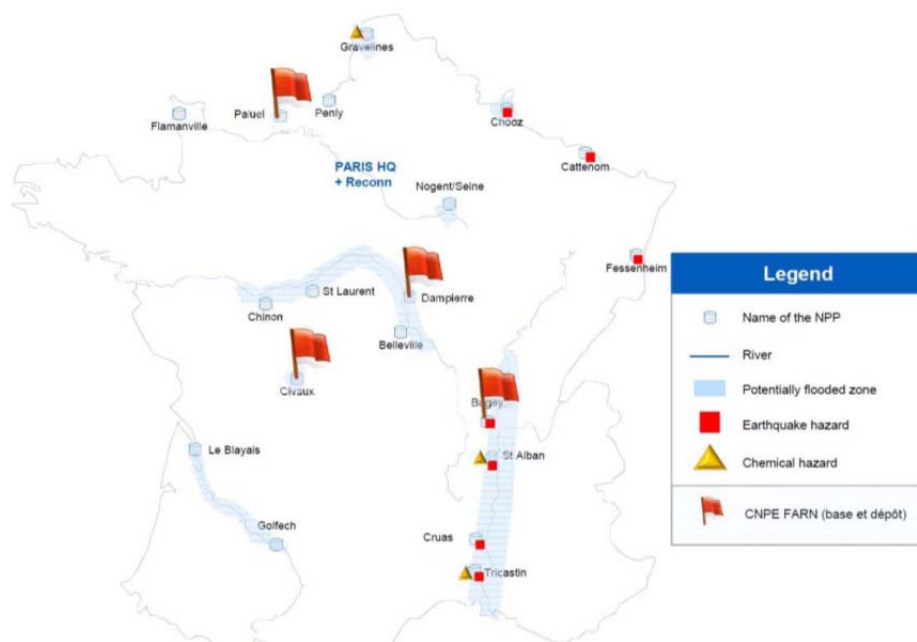 Gravelines
Paluel
Penly
Flamanville
Chooz
Cattenom
PARIS HQ
+ Reconn
Nogent/Seine
Fessenheim
St Laurent
Dampierre
Chinon
Belleville
Civaux
Bugey
Le Blayais
St Alban
Golfech
Cruas
Tricastin
Legend
Name of the NPP
River
Potentially flooded zone
Earthquake hazard
Chemical hazard
CNPE FARN (base et dépôt)